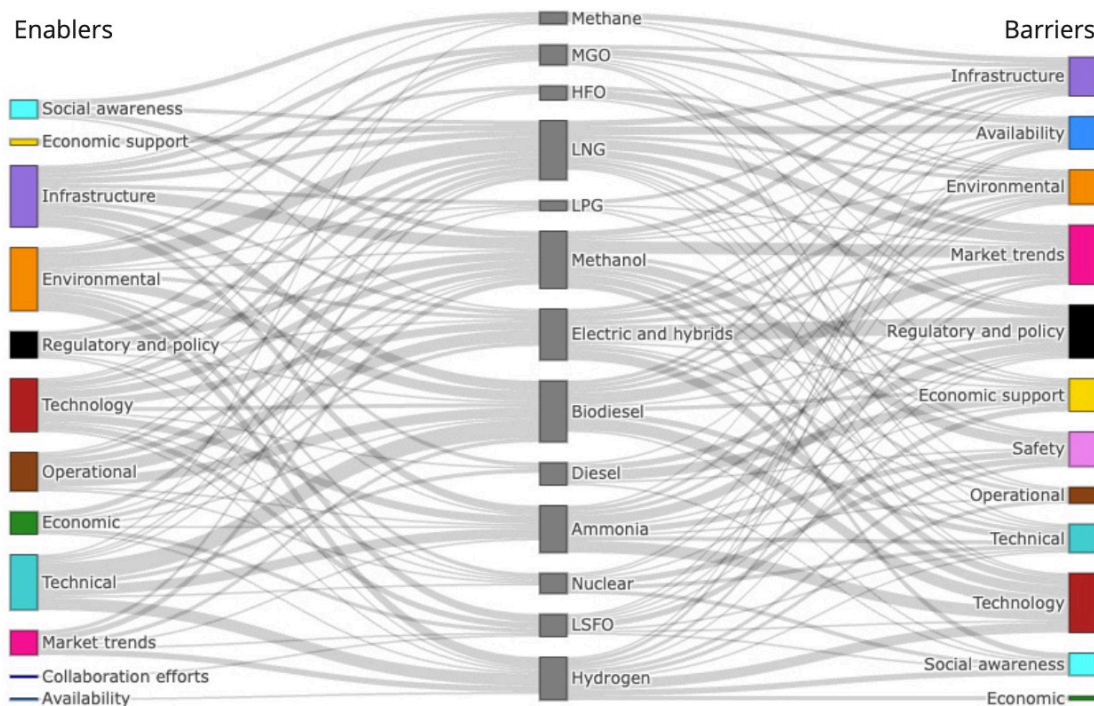 Enablers
Social awareness
Economic support
Infrastructure
Environmental
Regulatory and policy
Technology
Operational
Economic
Technical
Market trends
Collaboration efforts
Availability
Methane
MGO
HFO
LNG
LPG
Methanol
Electric and hybrids
Biodiesel
Diesel
Ammonia
Nuclear
LSFO
Hydrogen
Barriers
Infrastructure
Availability
Environmental
Market trends
Regulatory and policy
Economic support
Safety
Operational
Technical
Technology
Social awareness
Economic